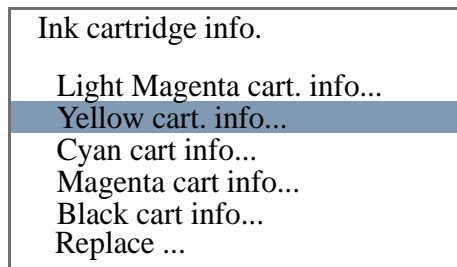 Ink cartridge info.
Light Magenta cart. info...
Yellow cart. info...
Cyan cart info...
Magenta cart info...
Black cart info...
Replace ...